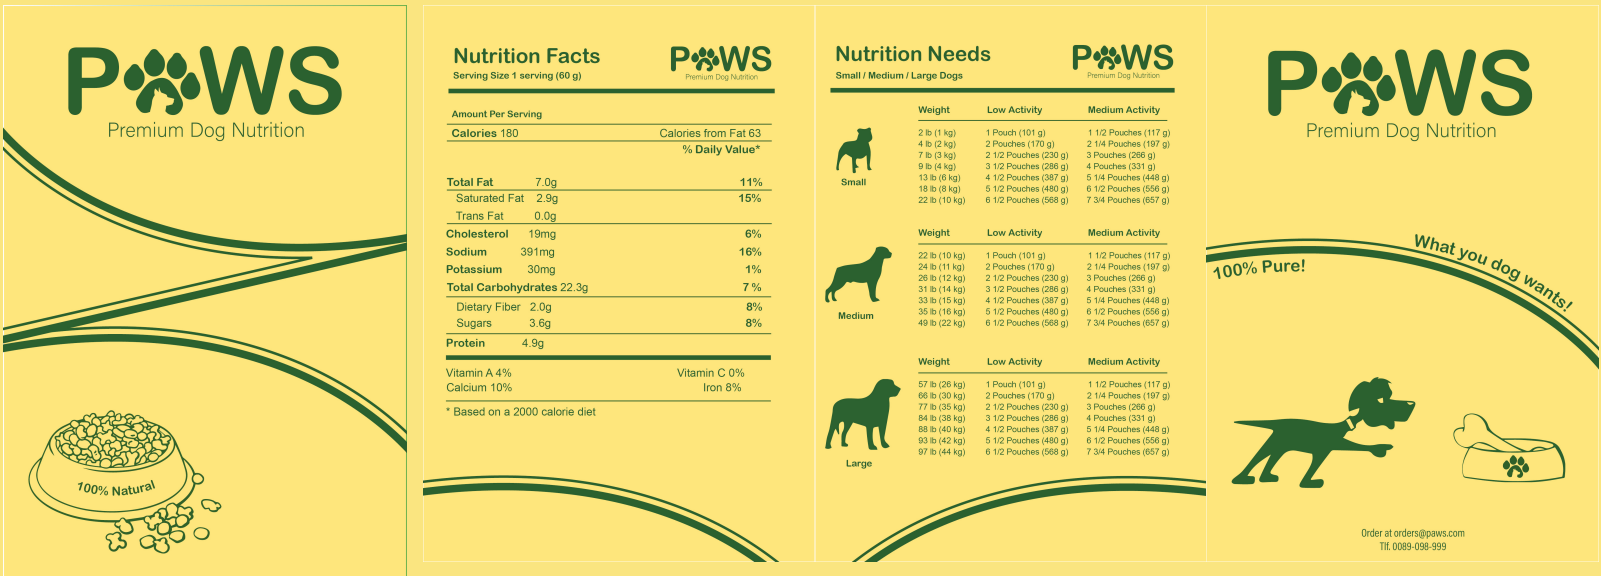 PAWS
Premium Dog Nutrition
100% Natural
Nutrition Facts
Serving Size 1 serving (60 g)
PAWS
Premium Dog Nutrition
Amount Per Serving
Calories 180 Calories from Fat 63
% Daily Value*
Total Fat 7.0g 11%
Saturated Fat 2.9g 15%
Trans Fat 0.0g
Cholesterol 19mg 6%
Sodium 391mg 16%
Potassium 30mg 1%
Total Carbohydrates 22.3g 7 %
Dietary Fiber 2.0g 8%
Sugars 3.6g 8%
Protein 4.9g
Vitamin A 4% Vitamin C 0%
Calcium 10% Iron 8%
* Based on a 2000 calorie diet
Nutrition Needs
Small / Medium / Large Dogs
PAWS
Premium Dog Nutrition
Weight Low Activity Medium Activity
2 lb (1 kg) 1 Pouch (101 g) 1 1/2 Pouches (117 g)
4 lb (2 kg) 2 Pouches (170 g) 2 1/4 Pouches (197 g)
7 lb (3 kg) 2 1/2 Pouches (230 g) 3 Pouches (266 g)
9 lb (4 kg) 3 1/2 Pouches (286 g) 4 Pouches (331 g)
13 lb (6 kg) 4 1/2 Pouches (387 g) 5 1/4 Pouches (448 g)
18 lb (8 kg) 5 1/2 Pouches (480 g) 6 1/2 Pouches (556 g)
22 lb (10 kg) 6 1/2 Pouches (568 g) 7 3/4 Pouches (657 g)
Small
Weight Low Activity Medium Activity
22 lb (10 kg) 1 Pouch (101 g) 1 1/2 Pouches (117 g)
24 lb (11 kg) 2 Pouches (170 g) 2 1/4 Pouches (197 g)
26 lb (12 kg) 2 1/2 Pouches (230 g) 3 Pouches (266 g)
31 lb (14 kg) 3 1/2 Pouches (286 g) 4 Pouches (331 g)
33 lb (15 kg) 4 1/2 Pouches (387 g) 5 1/4 Pouches (448 g)
35 lb (16 kg) 5 1/2 Pouches (480 g) 6 1/2 Pouches (556 g)
49 lb (22 kg) 6 1/2 Pouches (568 g) 7 3/4 Pouches (657 g)
Medium
Weight Low Activity Medium Activity
57 lb (26 kg) 1 Pouch (101 g) 1 1/2 Pouches (117 g)
66 lb (30 kg) 2 Pouches (170 g) 2 1/4 Pouches (197 g)
77 lb (35 kg) 2 1/2 Pouches (230 g) 3 Pouches (266 g)
84 lb (38 kg) 3 1/2 Pouches (286 g) 4 Pouches (331 g)
88 lb (40 kg) 4 1/2 Pouches (387 g) 5 1/4 Pouches (448 g)
93 lb (42 kg) 5 1/2 Pouches (480 g) 6 1/2 Pouches (556 g)
97 lb (44 kg) 6 1/2 Pouches (568 g) 7 3/4 Pouches (657 g)
Large
PAWS
Premium Dog Nutrition
100% Pure!
What you dog wants!
Order at orders@paws.com
Tlf. 0089-098-999